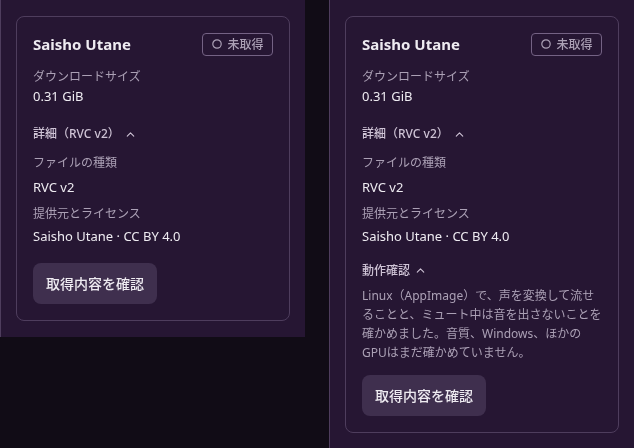 Saisho Utane
未取得
ダウンロードサイズ
0.31 GiB
詳細（RVC v2）
ファイルの種類
RVC v2
提供元とライセンス
Saisho Utane · CC BY 4.0
取得内容を確認
Saisho Utane
未取得
ダウンロードサイズ
0.31 GiB
詳細（RVC v2）
ファイルの種類
RVC v2
提供元とライセンス
Saisho Utane · CC BY 4.0
動作確認
Linux（AppImage）で、声を変換して流せ
ることと、ミュート中は音を出さないことを
確かめました。音質、Windows、ほかの
GPUはまだ確かめていません。
取得内容を確認